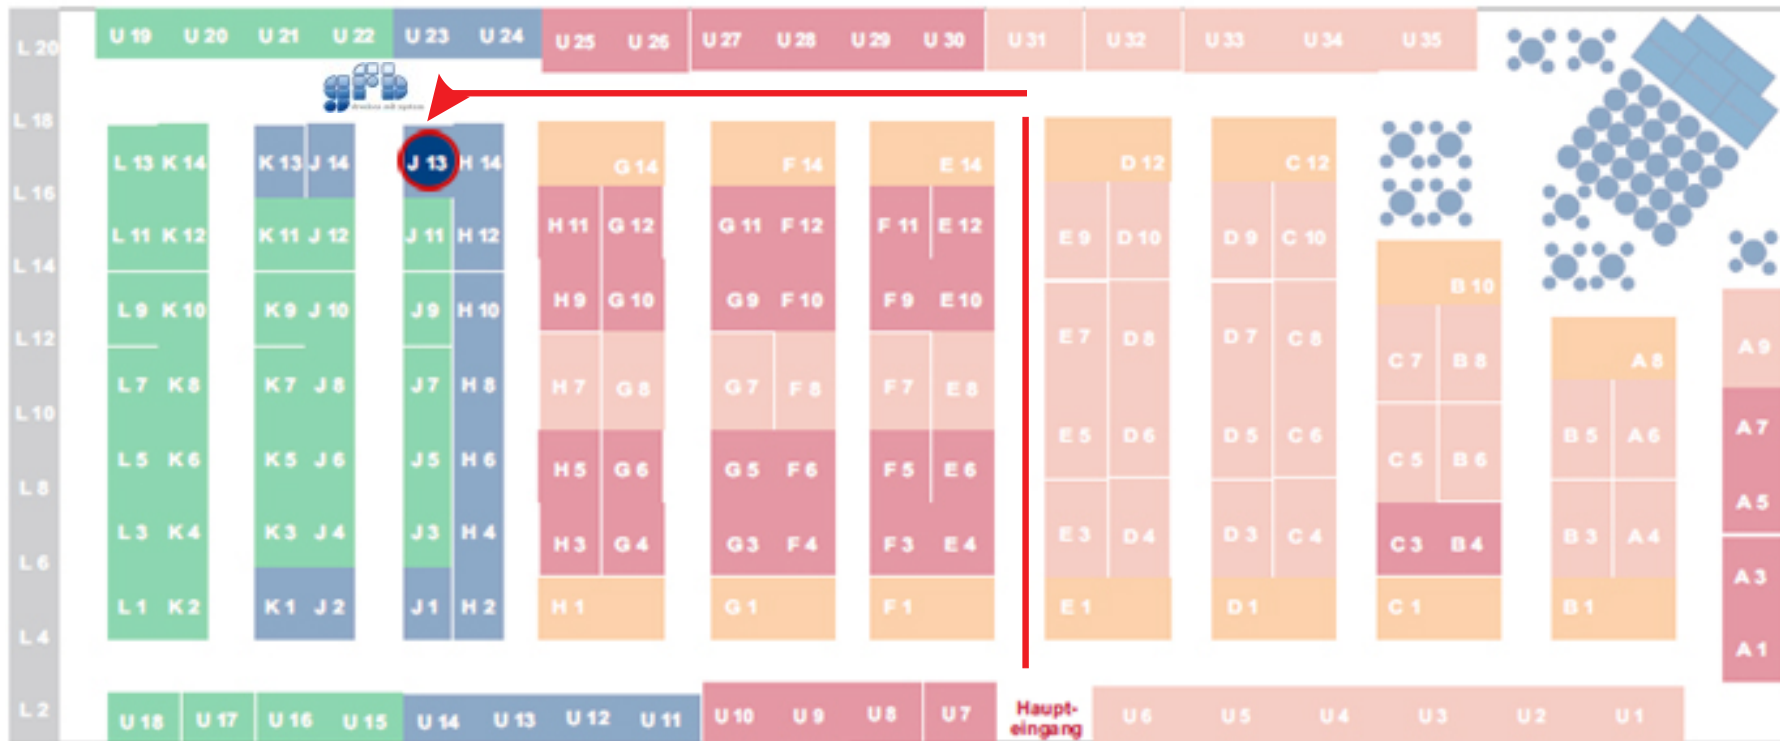 L 20 U 19 U 20 U 21 U 22 U 23 U 24 U 25 U 26 U 27 U 28 U 29 U 30 U 31 U 32 U 33 U 34 U 35
gfb
L 18
L 13 K 14 K 13 J 14 J 13 H 14 G 14 F 14 E 14 D 12 C 12
L 16
L 11 K 12 K 11 J 12 J 11 H 12 H 11 G 12 G 11 F 12 F 11 E 12 E 9 D 10 D 9 C 10
L 14
L 9 K 10 K 9 J 10 J 9 H 10 H 9 G 10 G 9 F 10 F 9 E 10 B 10
L 12 E 7 D 8 D 7 C 8 C 7 B 8 A 8 A 9
L 7 K 8 K 7 J 8 J 7 H 8 H 7 G 8 G 7 F 8 F 7 E 8
L 10 E 5 D 6 D 5 C 6 B 5 A 6 A 7
L 5 K 6 K 5 J 6 J 5 H 6 H 5 G 6 G 5 F 6 F 5 E 6 C 5 B 6
L 8 A 5
L 3 K 4 K 3 J 4 J 3 H 4 H 3 G 4 G 3 F 4 F 3 E 4 E 3 D 4 D 3 C 4 C 3 B 4 B 3 A 4
L 6 A 3
L 1 K 2 K 1 J 2 J 1 H 2 H 1 G 1 F 1 E 1 D 1 C 1 B 1
L 4 A 1
L 2 U 18 U 17 U 16 U 15 U 14 U 13 U 12 U 11 U 10 U 9 U 8 U 7 Haupt-
eingang U 6 U 5 U 4 U 3 U 2 U 1